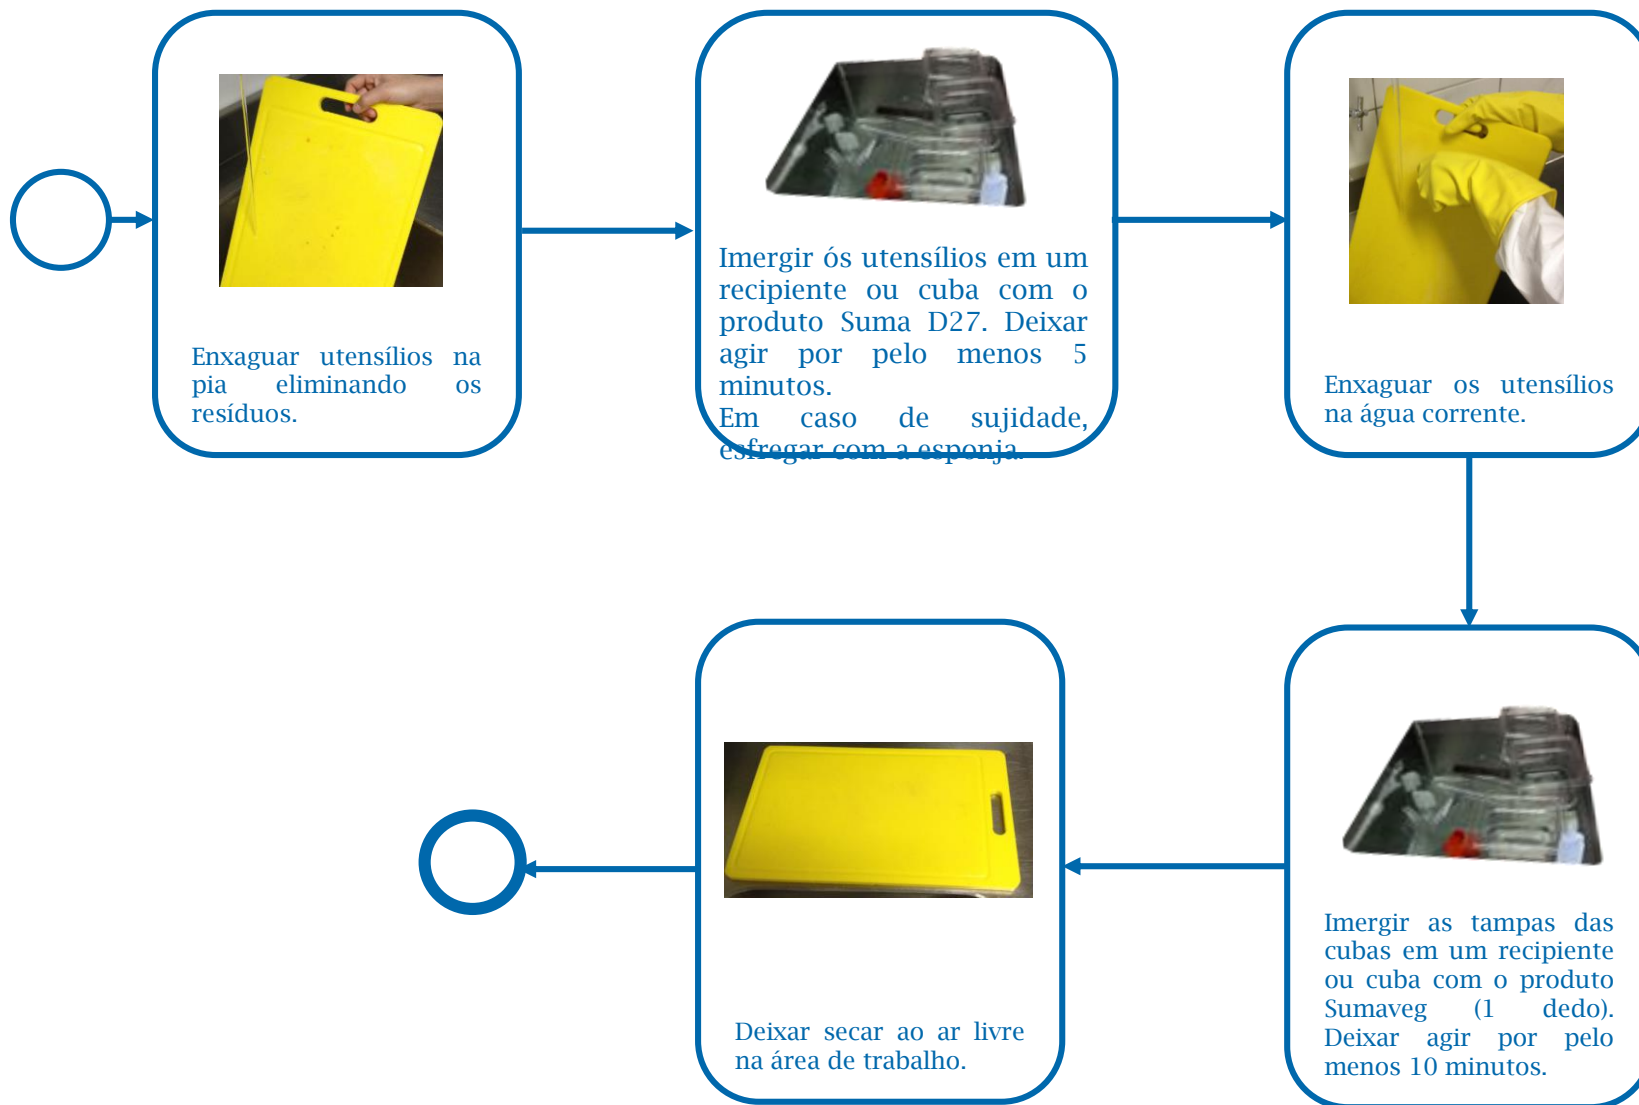 Enxaguar utensílios na
pia eliminando os
resíduos.
Imergir ós utensílios em um
recipiente ou cuba com o
produto Suma D27. Deixar
agir por pelo menos 5
minutos.
Em caso de sujidade,
esfregar com a esponja.
Enxaguar os utensílios
na água corrente.
Imergir as tampas das
cubas em um recipiente
ou cuba com o produto
Sumaveg (1 dedo).
Deixar agir por pelo
menos 10 minutos.
Deixar secar ao ar livre
na área de trabalho.